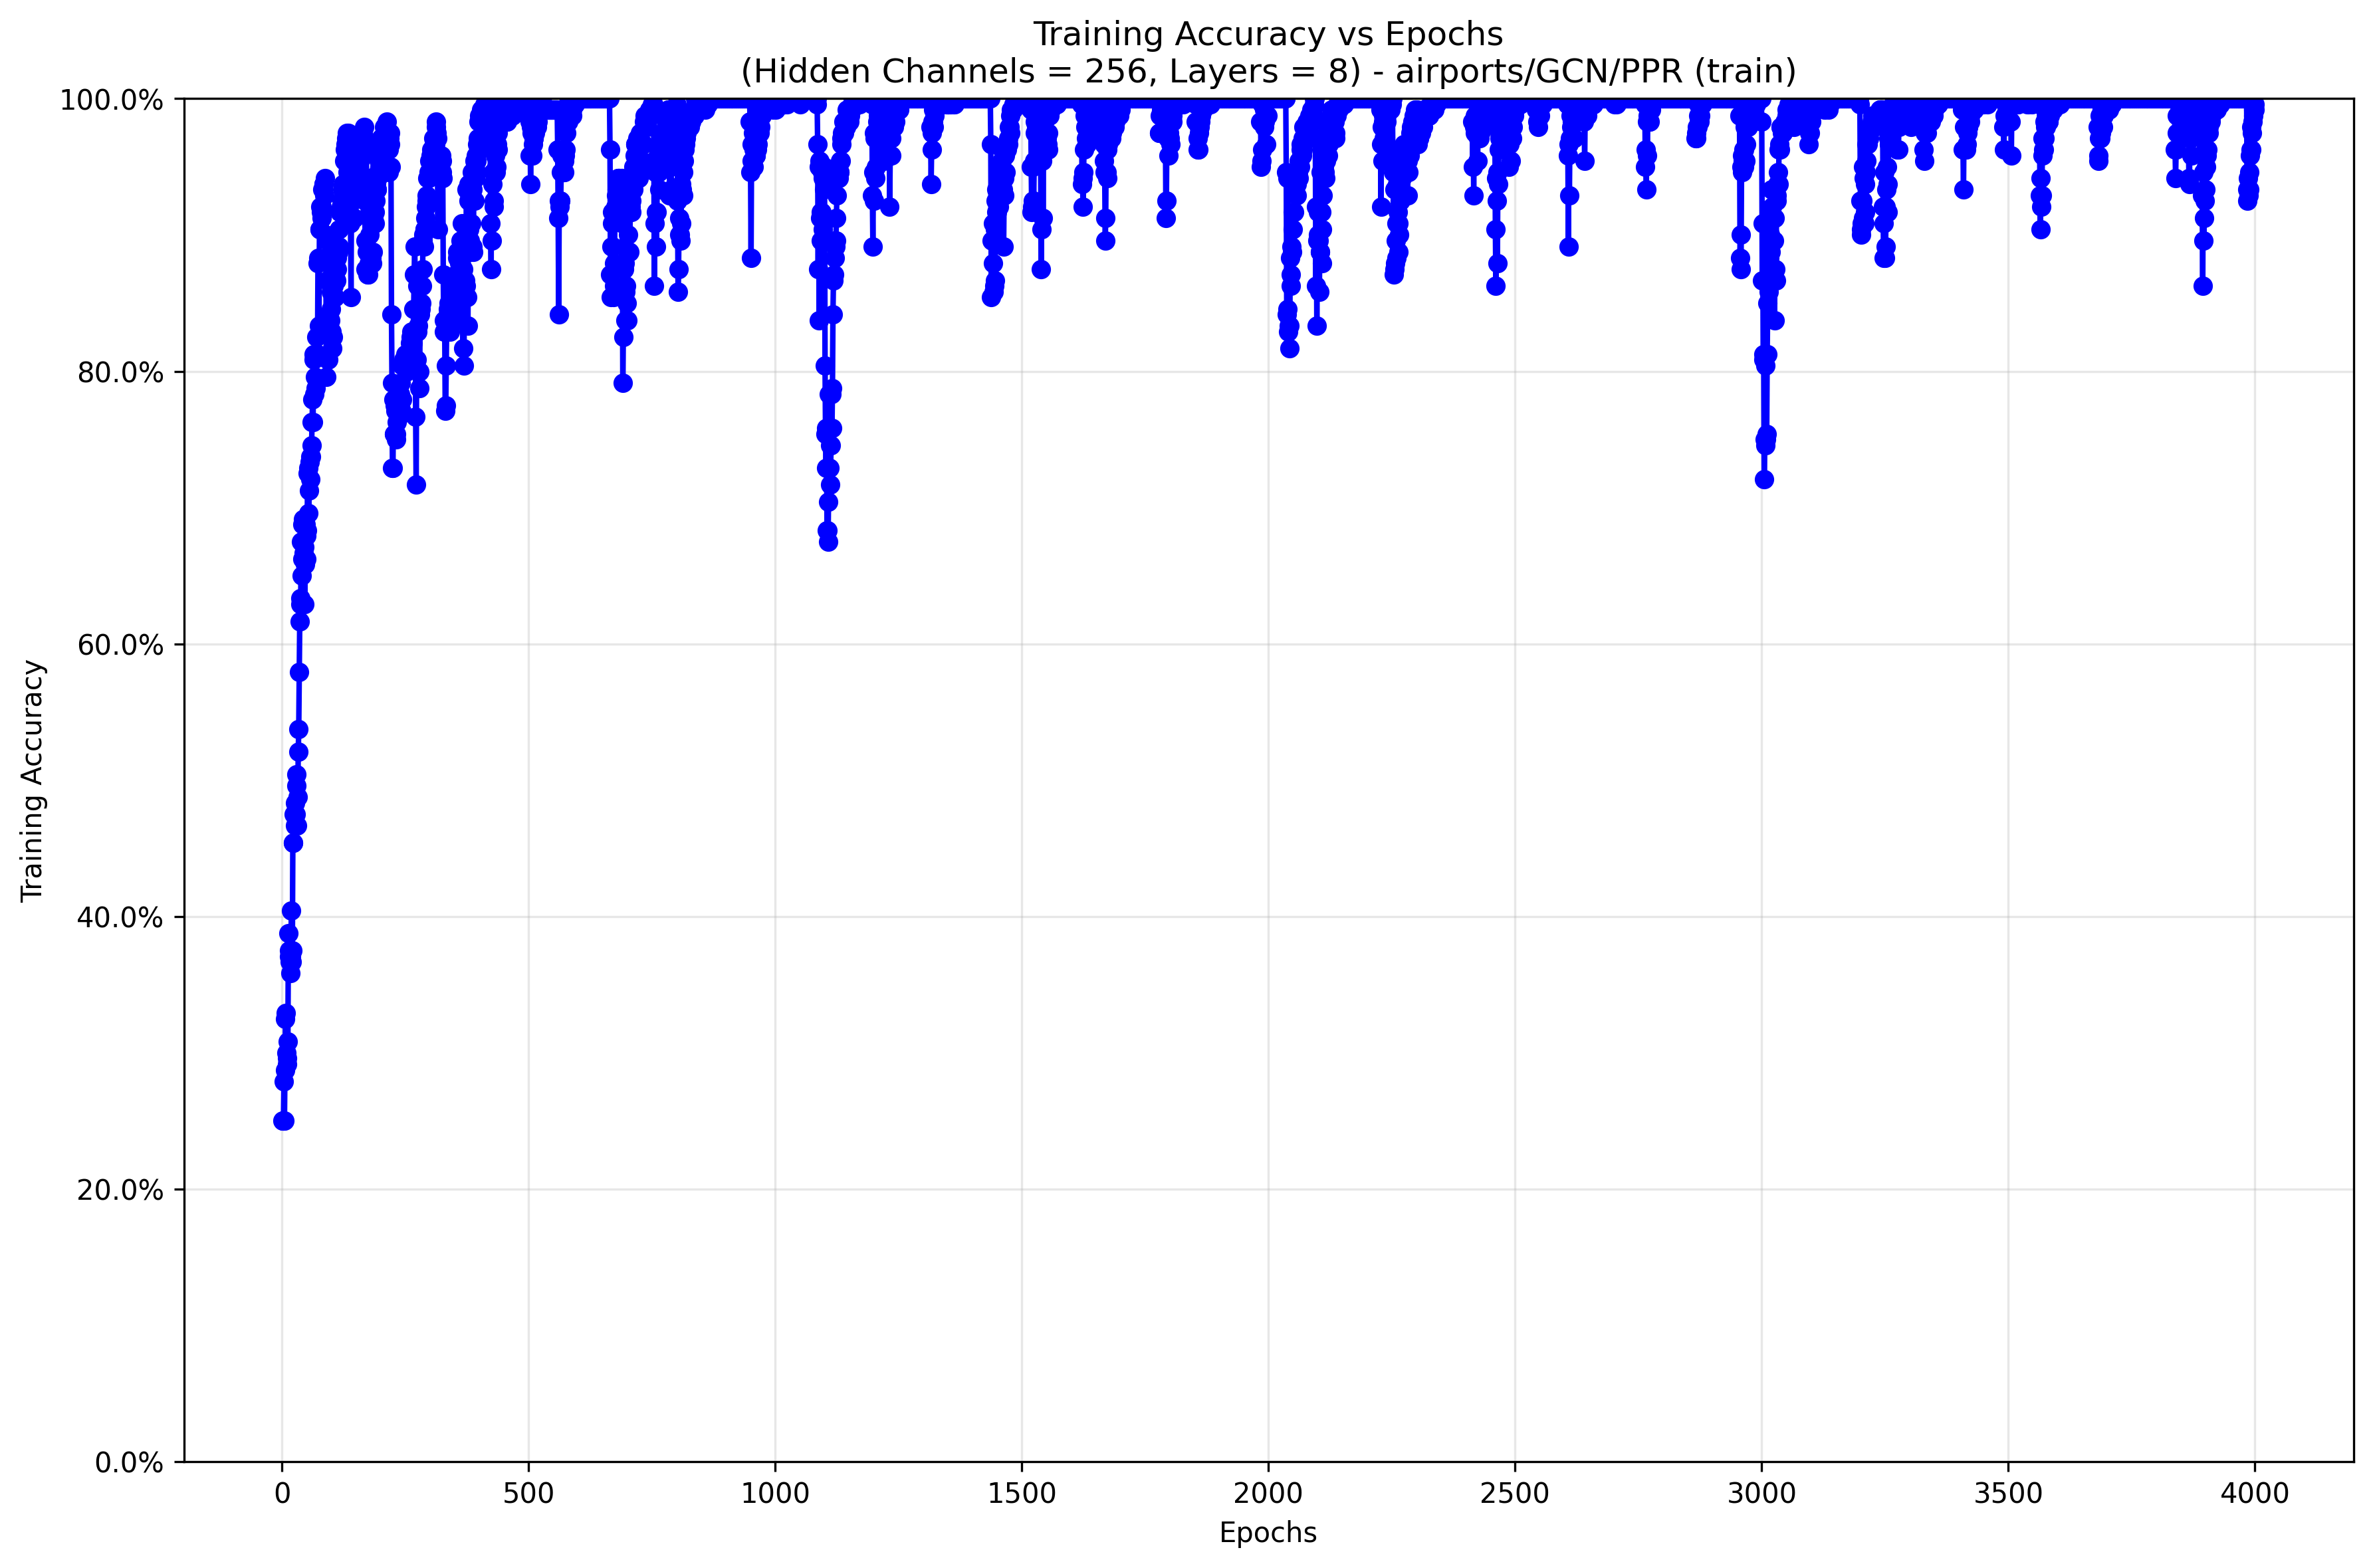 Training Accuracy vs Epochs
(Hidden Channels = 256, Layers = 8) - airports/GCN/PPR (train)
100.0%
80.0%
60.0%
40.0%
20.0%
0.0%
Training Accuracy
0 500 1000 1500 2000 2500 3000 3500 4000
Epochs